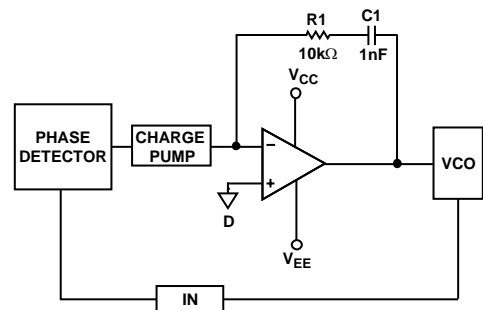 R1
10kΩ
C1
1nF
VCC
PHASE
DETECTOR
CHARGE
PUMP
−
+
D
VEE
VCO
IN